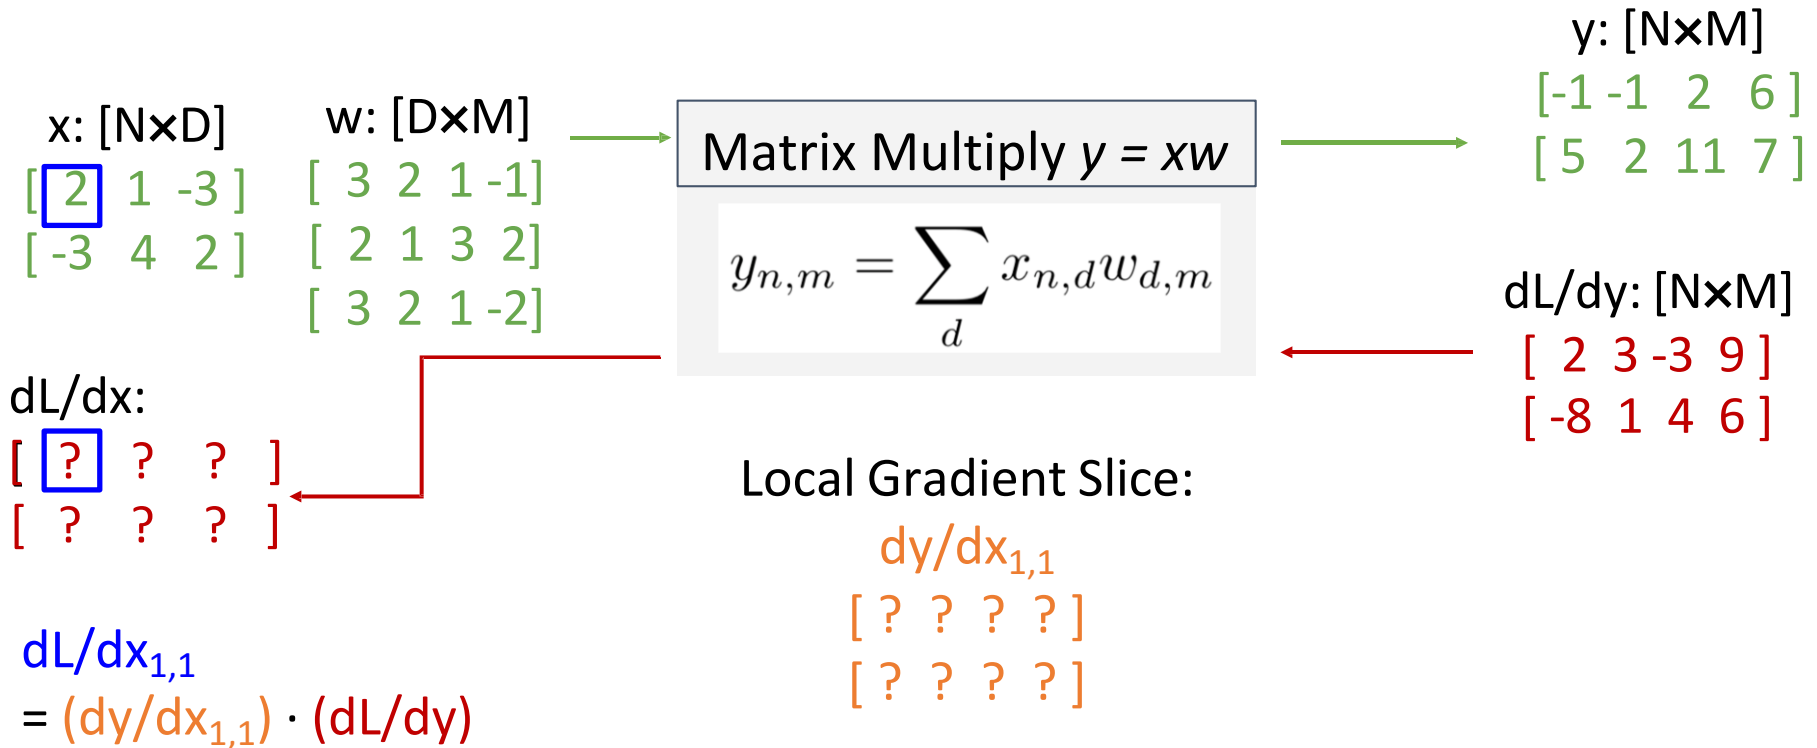 x: [N×D]
[ 2 1 -3 ]
[ -3 4 2 ]
w: [D×M]
[ 3 2 1 -1]
[ 2 1 3 2]
[ 3 2 1 -2]
Matrix Multiply y = xw
y_{n,m} = \sum_d x_{n,d} w_{d,m}
y: [N×M]
[-1 -1 2 6 ]
[ 5 2 11 7 ]
dL/dy: [N×M]
[ 2 3 -3 9 ]
[ -8 1 4 6 ]
dL/dx:
[ ? ? ? ]
[ ? ? ? ]
Local Gradient Slice:
dy/dx_{1,1}
[ ? ? ? ? ]
[ ? ? ? ? ]
dL/dx_{1,1}
= (dy/dx_{1,1}) · (dL/dy)